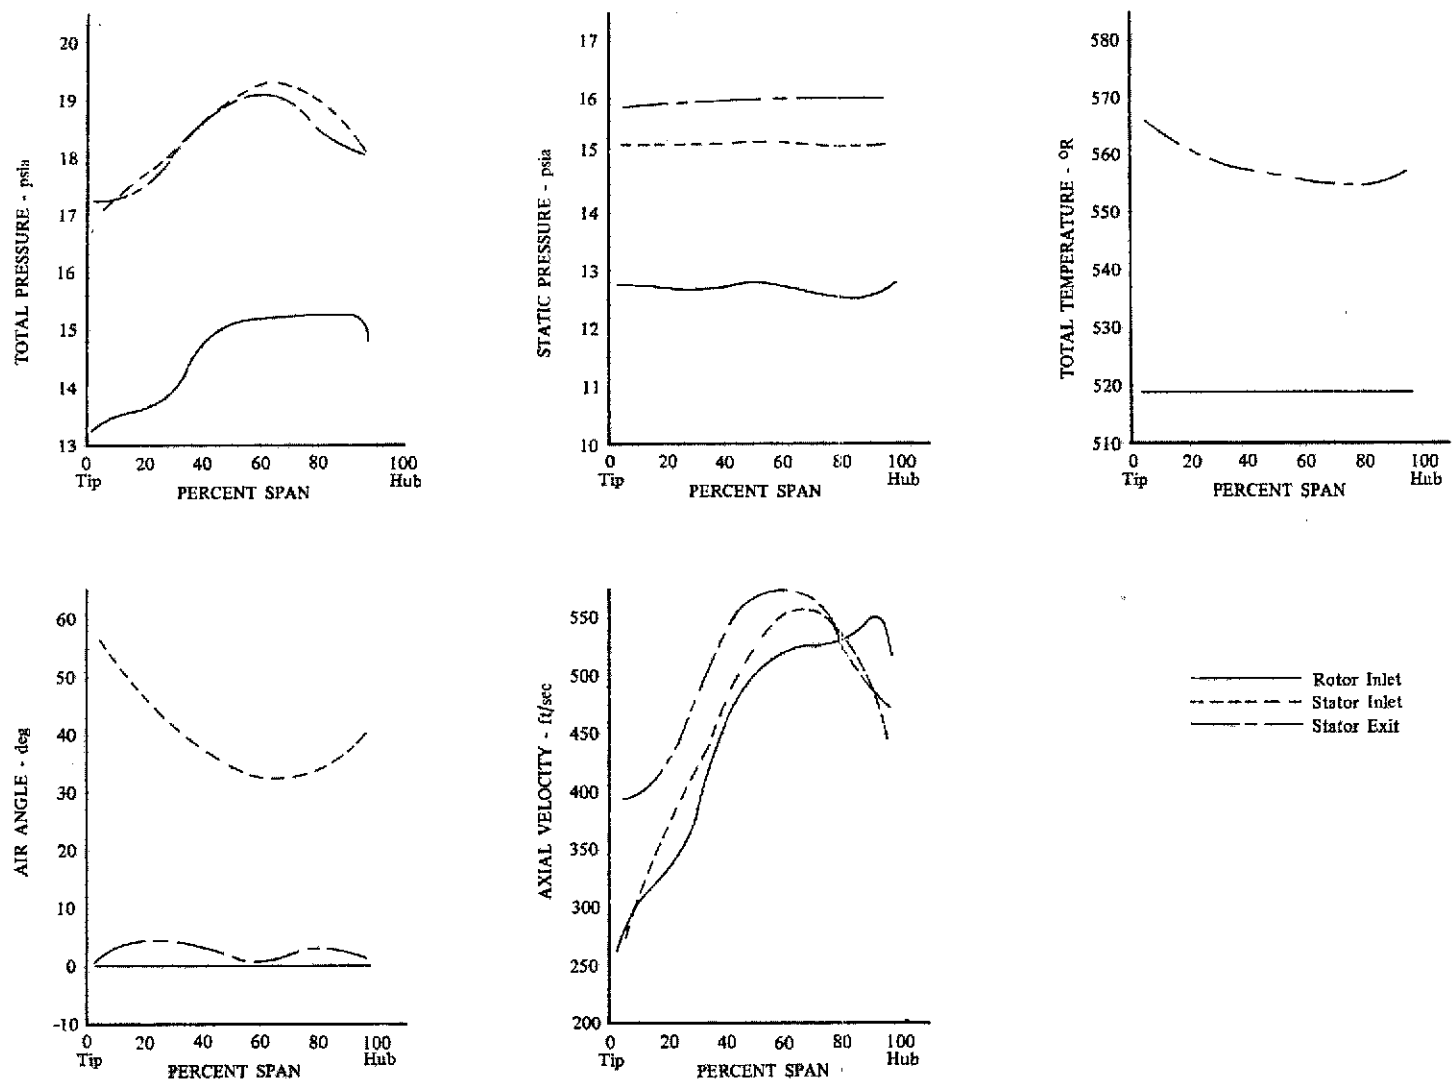 20
19
18
17
16
15
14
13
TOTAL PRESSURE - psia
0 20 40 60 80 100
Tip Hub
PERCENT SPAN
17
16
15
14
13
12
11
10
STATIC PRESSURE - psia
0 20 40 60 80 100
Tip Hub
PERCENT SPAN
580
570
560
550
540
530
520
510
TOTAL TEMPERATURE - °R
0 20 40 60 80 100
Tip Hub
PERCENT SPAN
60
50
40
30
20
10
0
-10
AIR ANGLE - deg
0 20 40 60 80 100
Tip Hub
PERCENT SPAN
550
500
450
400
350
300
250
200
AXIAL VELOCITY - ft/sec
0 20 40 60 80 100
Tip Hub
PERCENT SPAN
Rotor Inlet
Stator Inlet
Stator Exit